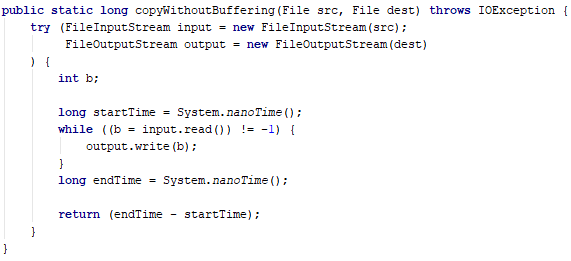 public static long copyWithoutBuffering(File src, File dest) throws IOException {
    try (FileInputStream input = new FileInputStream(src);
         FileOutputStream output = new FileOutputStream(dest)
    ) {
        int b;

        long startTime = System.nanoTime();
        while ((b = input.read()) != -1) {
            output.write(b);
        }
        long endTime = System.nanoTime();

        return (endTime - startTime);
    }
}